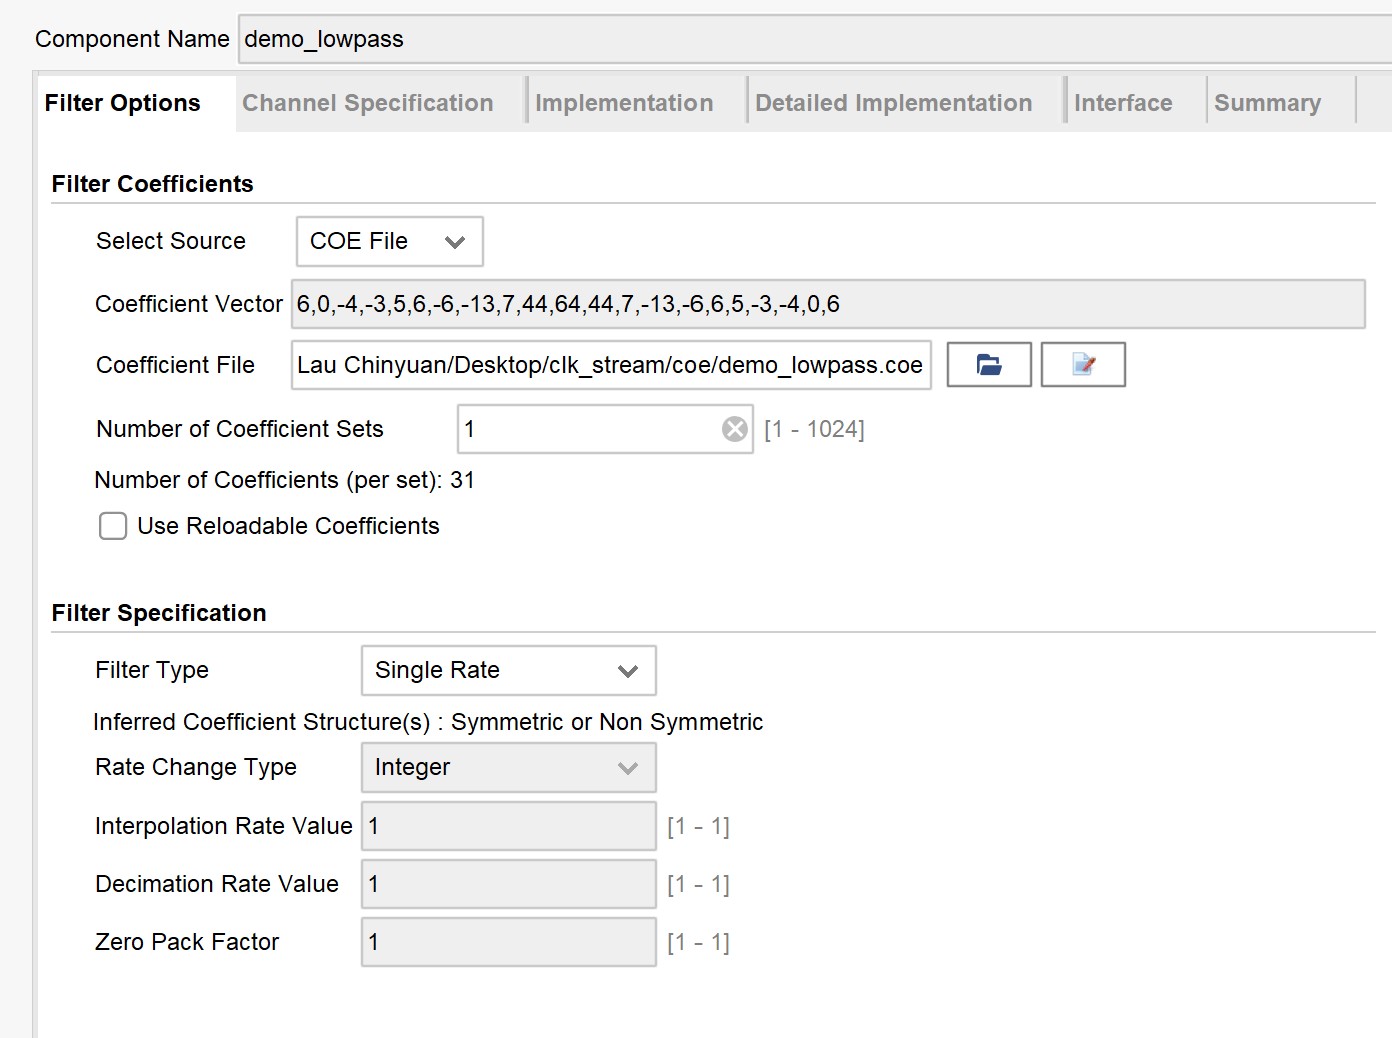 Component Name demo_lowpass
Filter Options Channel Specification Implementation Detailed Implementation Interface Summary
Filter Coefficients
Select Source COE File
Coefficient Vector 6,0,-4,-3,5,6,-6,-13,7,44,64,44,7,-13,-6,6,5,-3,-4,0,6
Coefficient File Lau Chinyuan/Desktop/clk_stream/coe/demo_lowpass.coe
Number of Coefficient Sets 1 [1 - 1024]
Number of Coefficients (per set): 31
Use Reloadable Coefficients
Filter Specification
Filter Type Single Rate
Inferred Coefficient Structure(s) : Symmetric or Non Symmetric
Rate Change Type Integer
Interpolation Rate Value 1 [1 - 1]
Decimation Rate Value 1 [1 - 1]
Zero Pack Factor 1 [1 - 1]